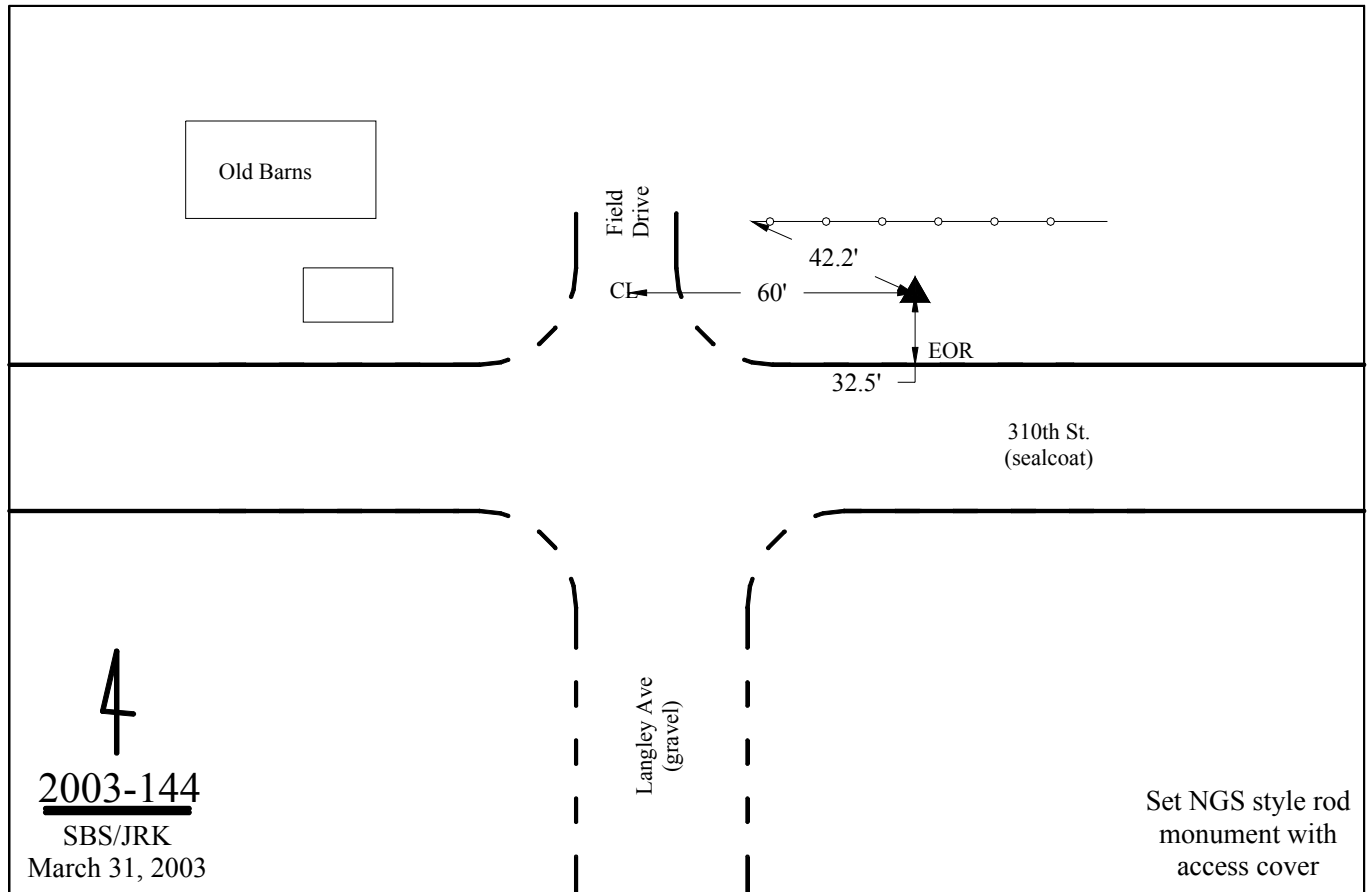 Old Barns
Field
Drive
42.2'
CL
60'
EOR
32.5'
310th St.
(sealcoat)
Langley Ave
(gravel)
2003-144
SBS/JRK
March 31, 2003
Set NGS style rod
monument with
access cover